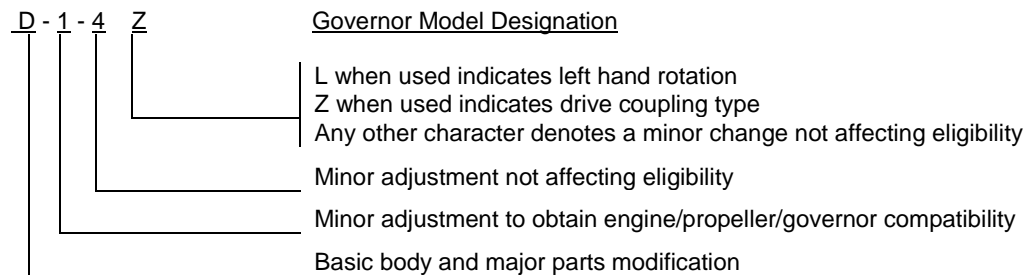 D - 1 - 4 Z Governor Model Designation
L when used indicates left hand rotation
Z when used indicates drive coupling type
Any other character denotes a minor change not affecting eligibility
Minor adjustment not affecting eligibility
Minor adjustment to obtain engine/propeller/governor compatibility
Basic body and major parts modification